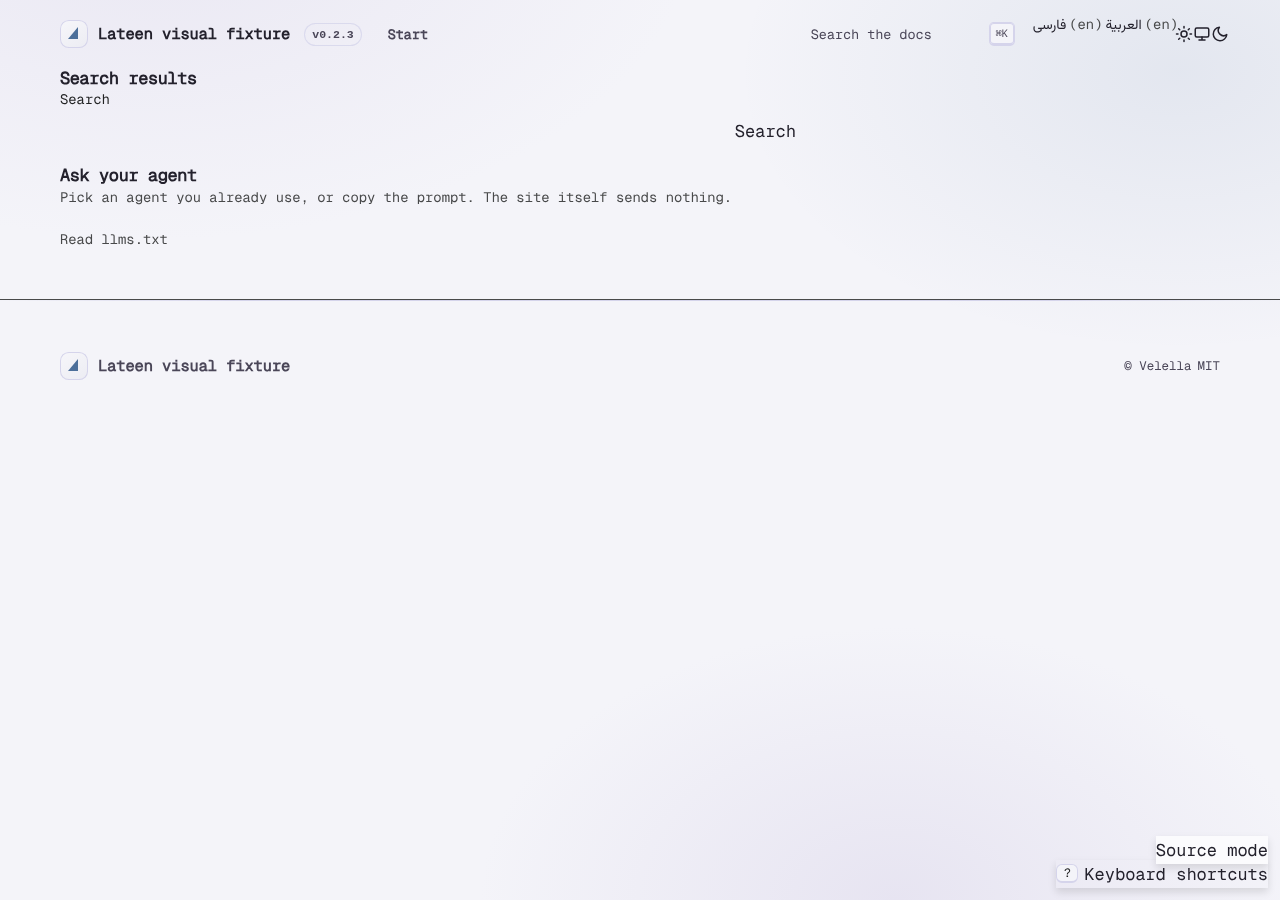 Lateen visual fixture v0.2.3 Start Search the docs ⌘K فارسی (en) العربية (en)
Search results
Search
Search
Ask your agent
Pick an agent you already use, or copy the prompt. The site itself sends nothing.
Read llms.txt
Lateen visual fixture © Velella MIT
Source mode
? Keyboard shortcuts